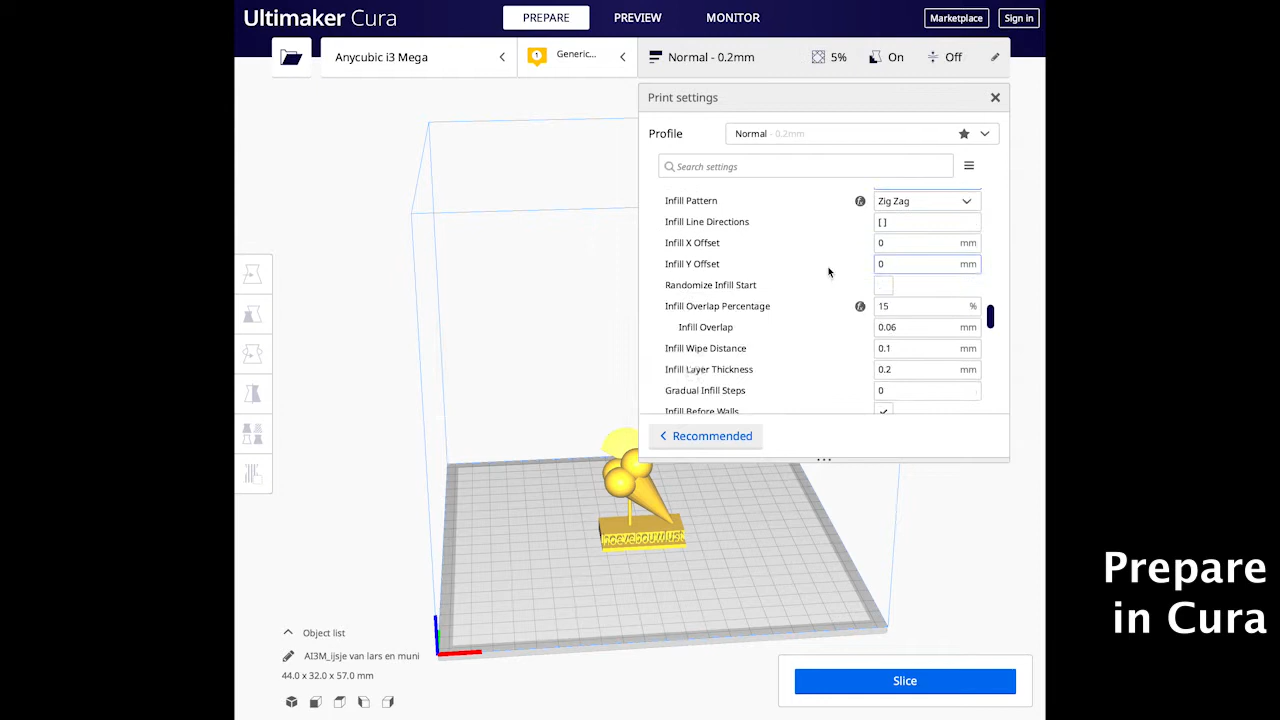 Ultimaker Cura
PREPARE
PREVIEW
MONITOR
Marketplace
Sign in
Anycubic i3 Mega
1
Generic...
Normal - 0.2mm
5%
On
Off
Print settings
Profile
Normal - 0.2mm
Search settings
Infill Pattern
Zig Zag
Infill Line Directions
[ ]
Infill X Offset
0 mm
Infill Y Offset
0 mm
Randomize Infill Start
Infill Overlap Percentage
15 %
Infill Overlap
0.06 mm
Infill Wipe Distance
0.1 mm
Infill Layer Thickness
0.2 mm
Gradual Infill Steps
0
Infill Before Walls
Recommended
Prepare
in Cura
Object list
AI3M_ijsje van lars en muni
44.0 x 32.0 x 57.0 mm
Slice